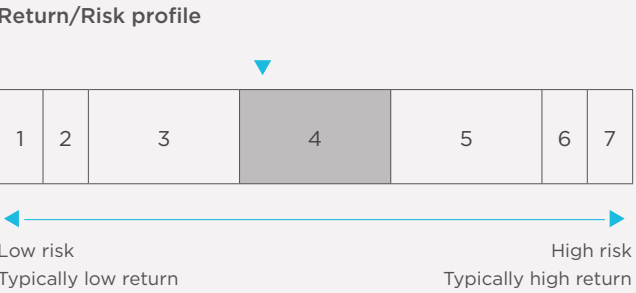 Return/Risk profile
1 2 3 4 5 6 7
Low risk High risk
Typically low return Typically high return